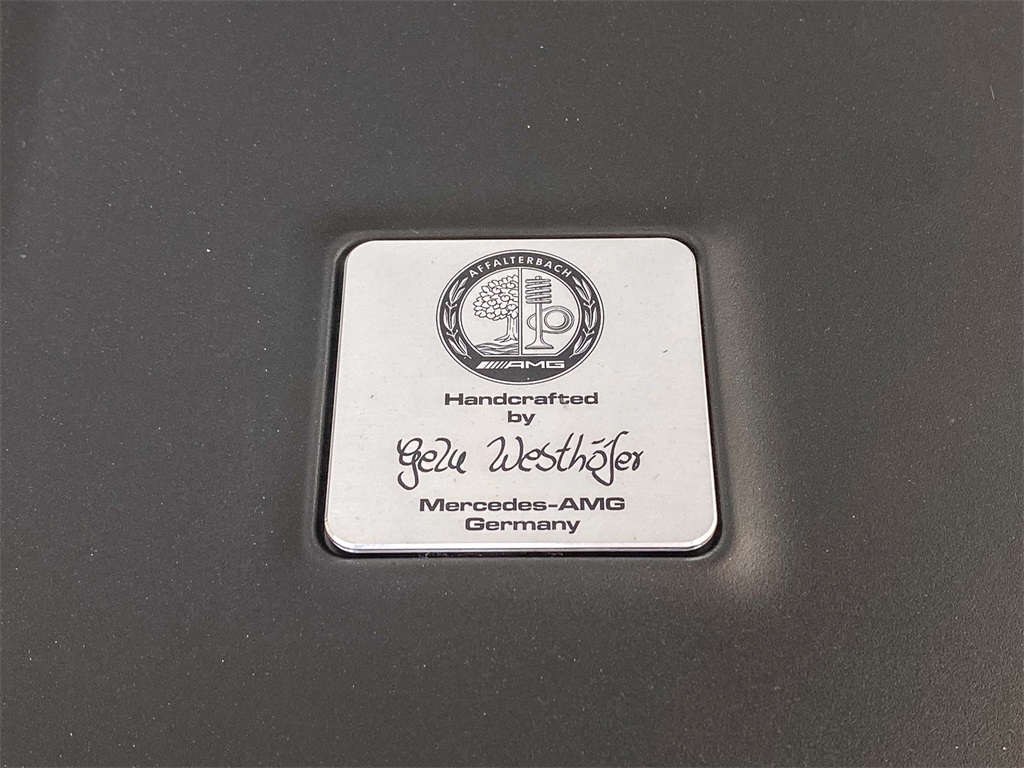 AFFALTERBACH
AMG
Handcrafted
by
Gelu Westhöfer
Mercedes-AMG
Germany